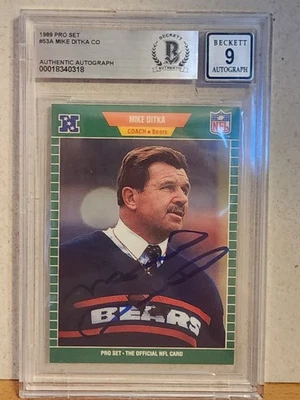 1989 PRO SET
#53A MIKE DITKA CO
AUTHENTIC AUTOGRAPH
00018340318
BECKETT
9
AUTOGRAPH
MIKE DITKA
COACH • Bears
NFL
BEARS
PRO SET • THE OFFICIAL NFL CARD